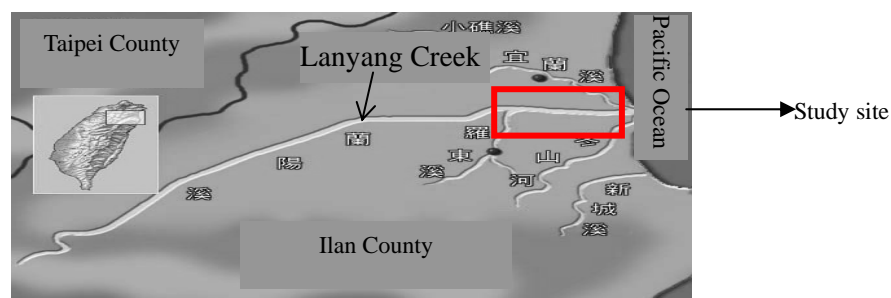 Taipei County
小礁溪
Pacific Ocean
Lanyang Creek
宜蘭溪
Study site
蘭陽溪
羅東溪
冬山河
新城溪
Ilan County